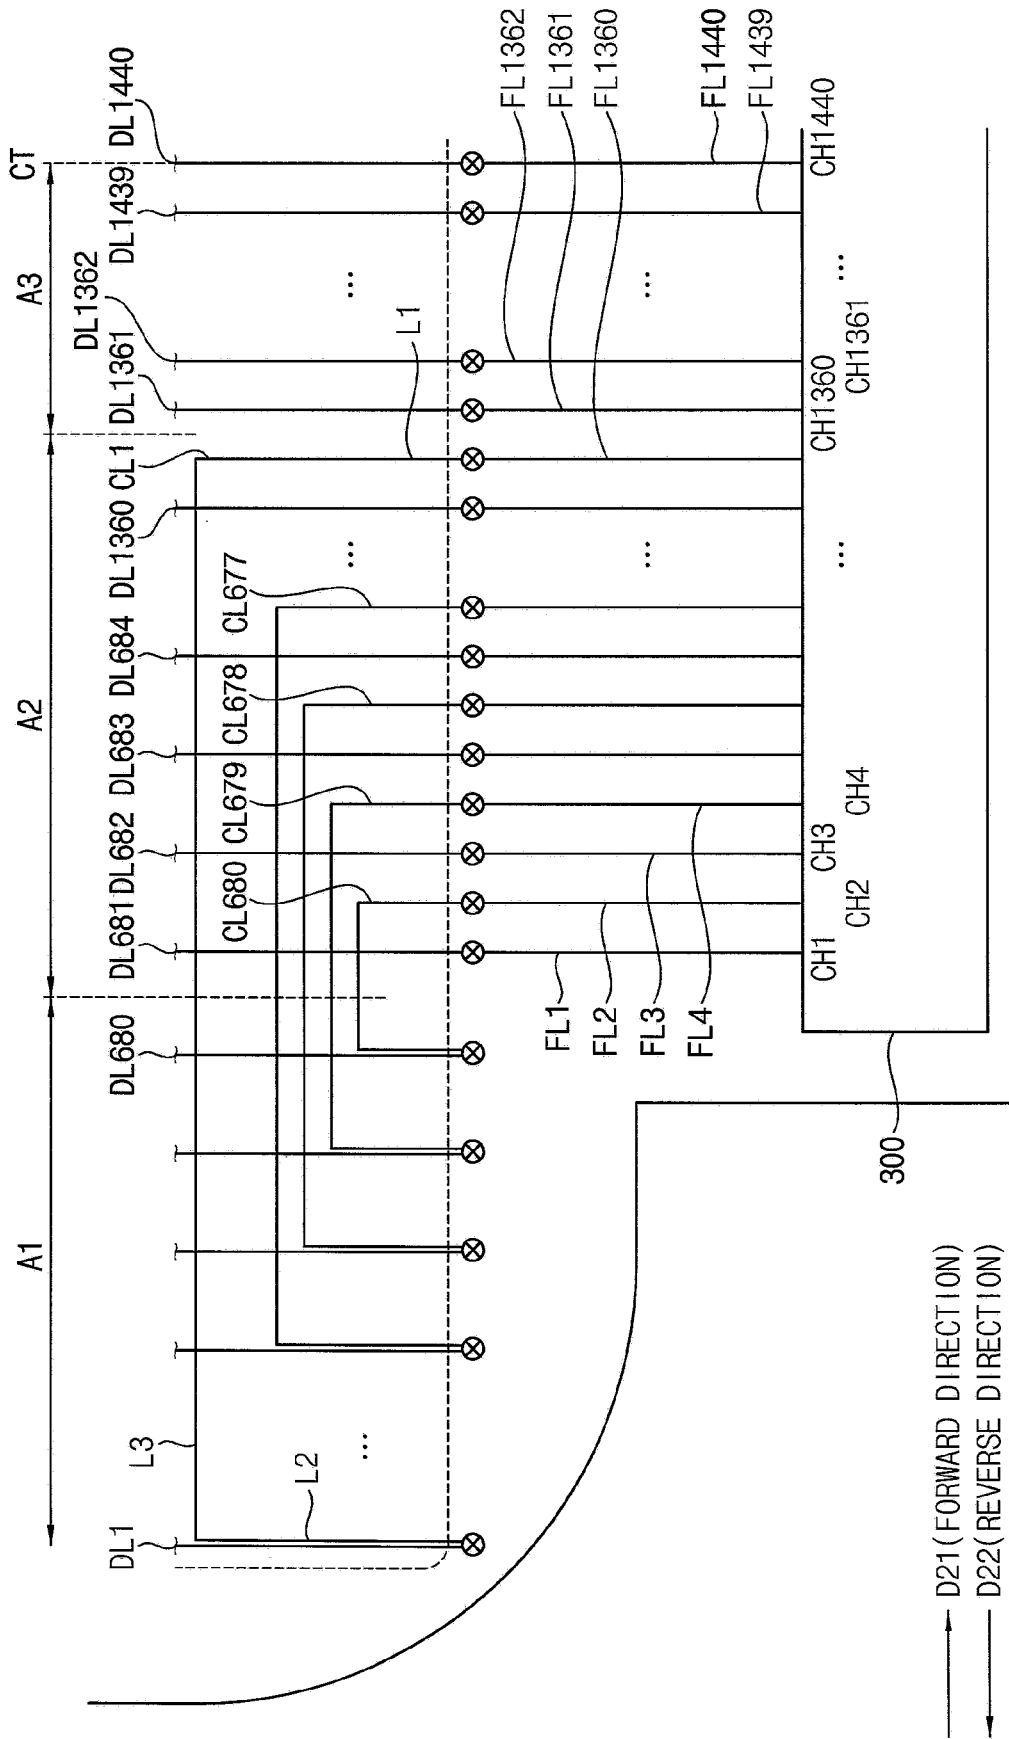 A1
A2
A3
CT
DL1
L3
DL680
DL681
DL682
DL683
DL684
DL1360
CL1
DL1361
DL1362
DL1439
DL1440
L2
CL680
CL679
CL678
CL677
L1
...
...
...
FL1
FL2
FL3
FL4
...
...
FL1362
FL1361
FL1360
FL1440
FL1439
CH1
CH2
CH3
CH4
...
CH1360
CH1361
...
CH1440
300
D21(FORWARD DIRECTION)
D22(REVERSE DIRECTION)